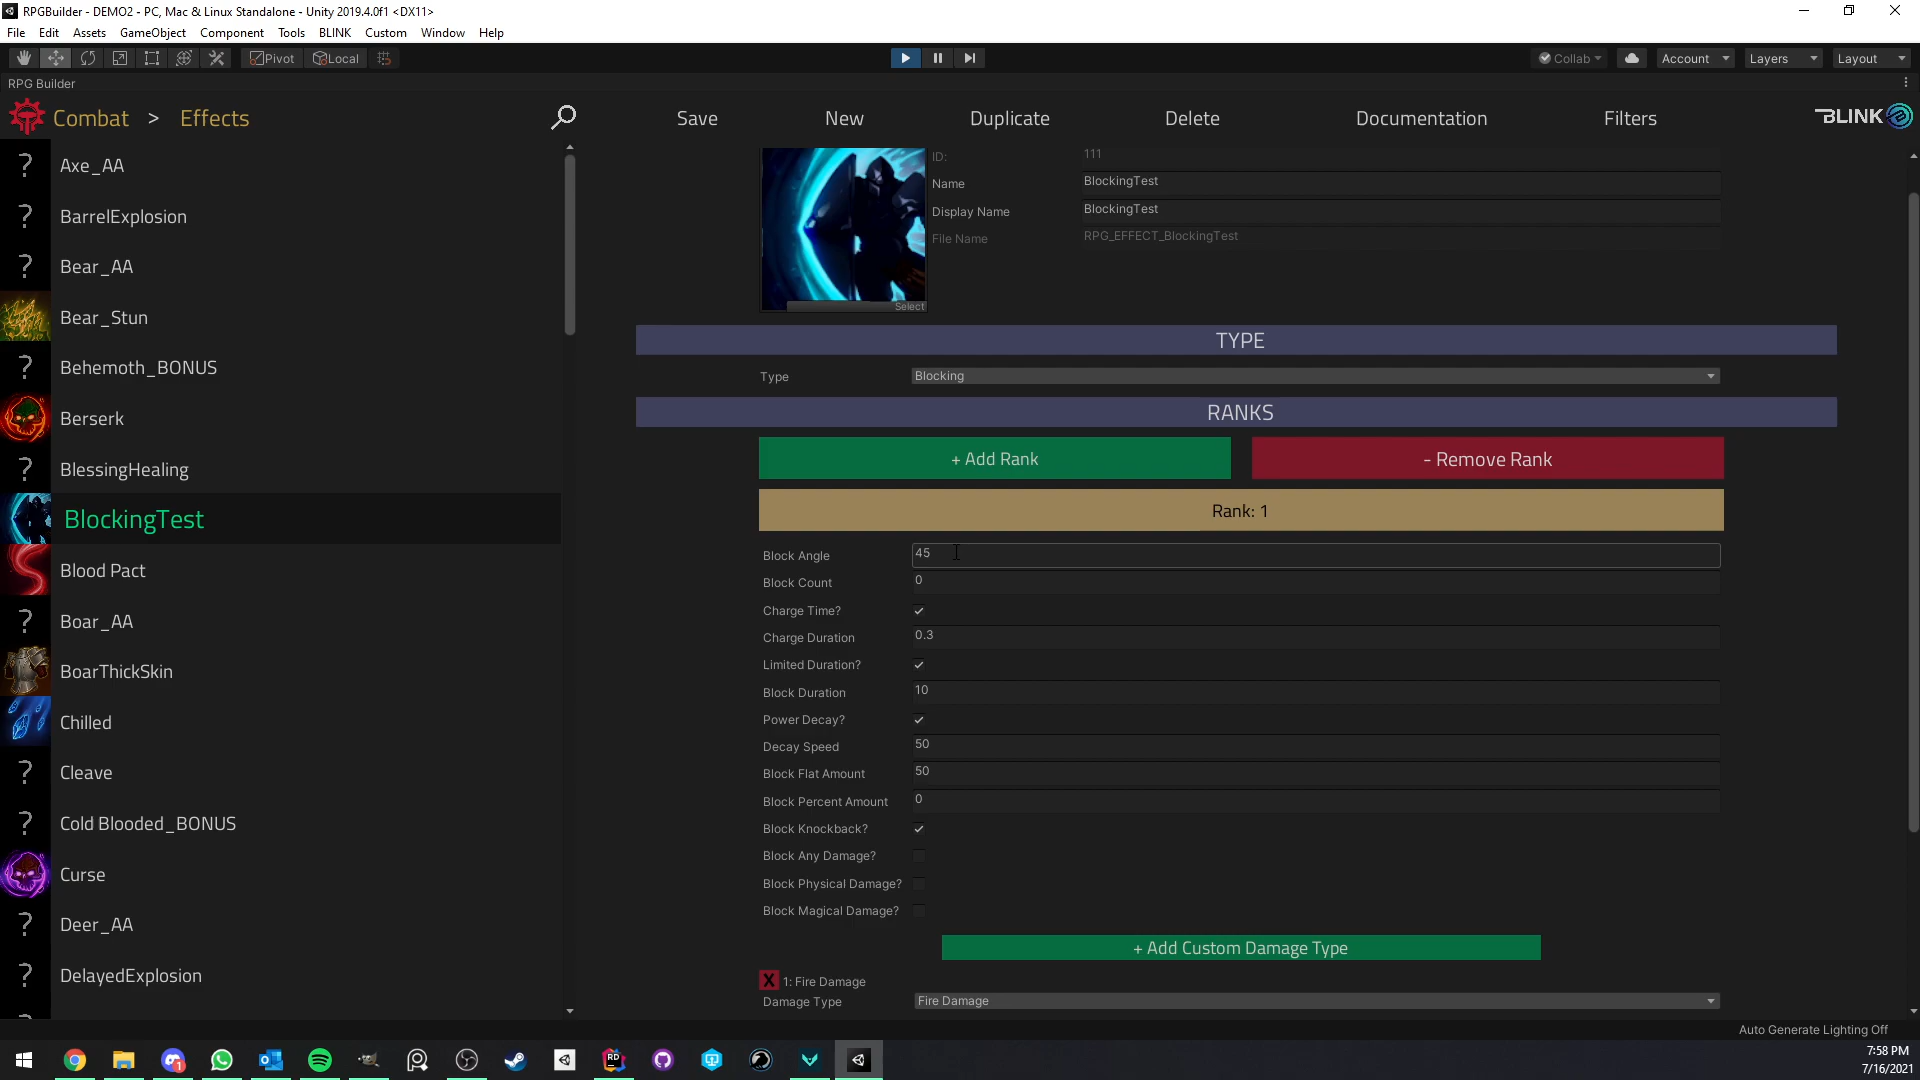 RPGBuilder - DEMO2 - PC, Mac & Linux Standalone - Unity 2019.4.0f1 <DX11>
File Edit Assets GameObject Component Tools BLINK Custom Window Help
Pivot Local Collab Account Layers Layout
RPG Builder
Combat > Effects
Save New Duplicate Delete Documentation Filters BLINK
? Axe_AA
? BarrelExplosion
? Bear_AA
Bear_Stun
? Behemoth_BONUS
Berserk
? BlessingHealing
BlockingTest
Blood Pact
? Boar_AA
BoarThickSkin
Chilled
? Cleave
? Cold Blooded_BONUS
Curse
? Deer_AA
? DelayedExplosion
Select
ID: 111
Name BlockingTest
Display Name BlockingTest
File Name RPG_EFFECT_BlockingTest
TYPE
Type Blocking
RANKS
+ Add Rank - Remove Rank
Rank: 1
Block Angle 45
Block Count 0
Charge Time?
Charge Duration 0.3
Limited Duration?
Block Duration 10
Power Decay?
Decay Speed 50
Block Flat Amount 50
Block Percent Amount 0
Block Knockback?
Block Any Damage?
Block Physical Damage?
Block Magical Damage?
+ Add Custom Damage Type
X 1: Fire Damage
Damage Type Fire Damage
Auto Generate Lighting Off
1 RD
7:58 PM
7/16/2021